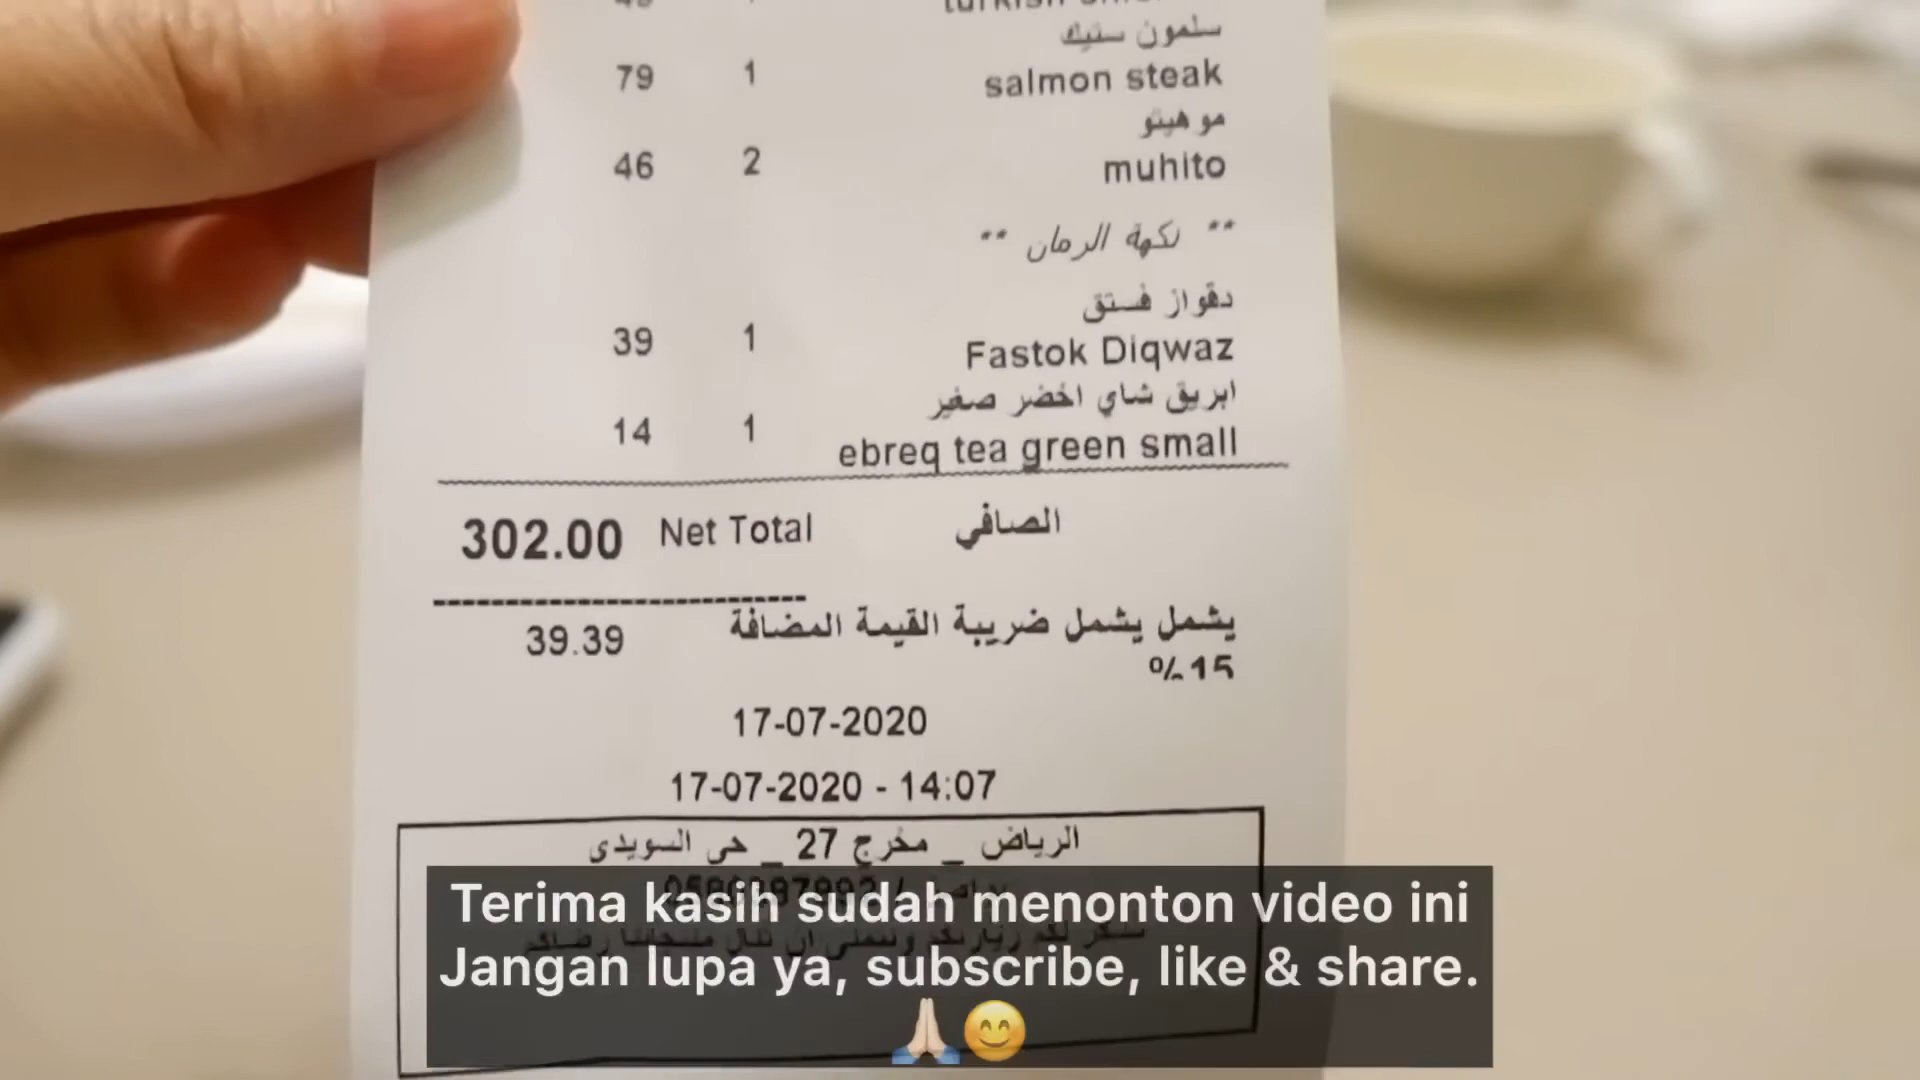 سلمون ستيك
79 1 salmon steak
موهيتو
46 2 muhito
** نكهة الرمان **
دقواز فستق
39 1 Fastok Diqwaz
ابريق شاي اخضر صغير
14 1 ebreq tea green small
302.00 Net Total الصافي
39.39 يشمل يشمل ضريبة القيمة المضافة
%15
17-07-2020
17-07-2020 - 14:07
الرياض _ مخرج 27 _ حى السويدى
Terima kasih sudah menonton video ini
Jangan lupa ya, subscribe, like & share.
🙏🏻😊